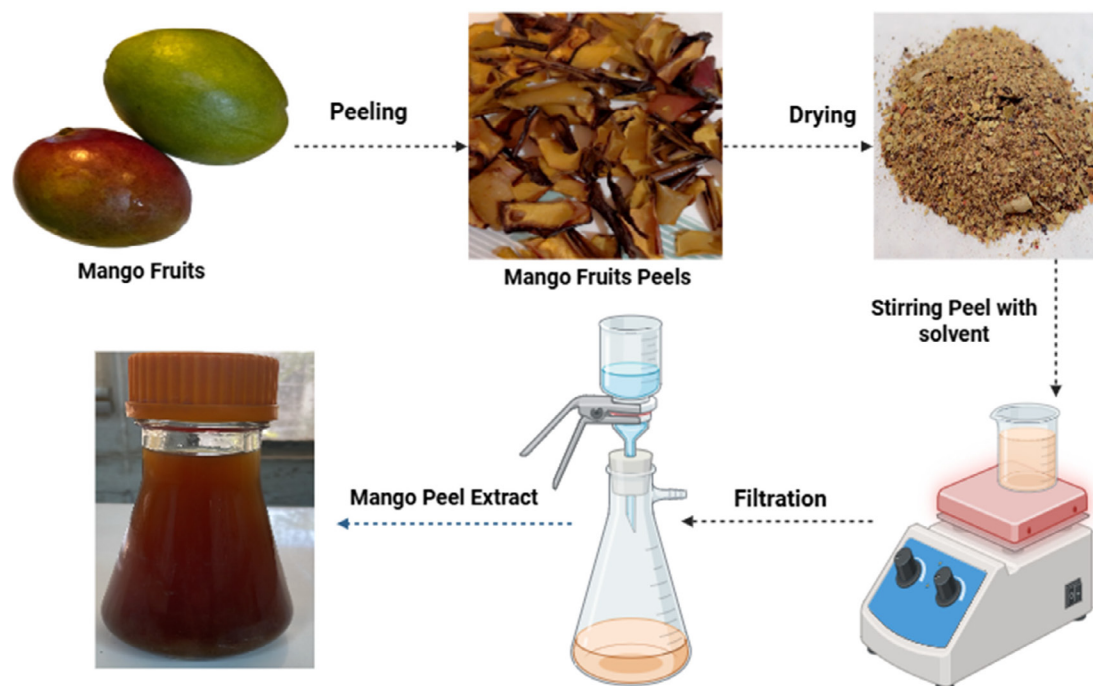 Peeling
Drying
Mango Fruits
Mango Fruits Peels
Stirring Peel with
solvent
Mango Peel Extract
Filtration